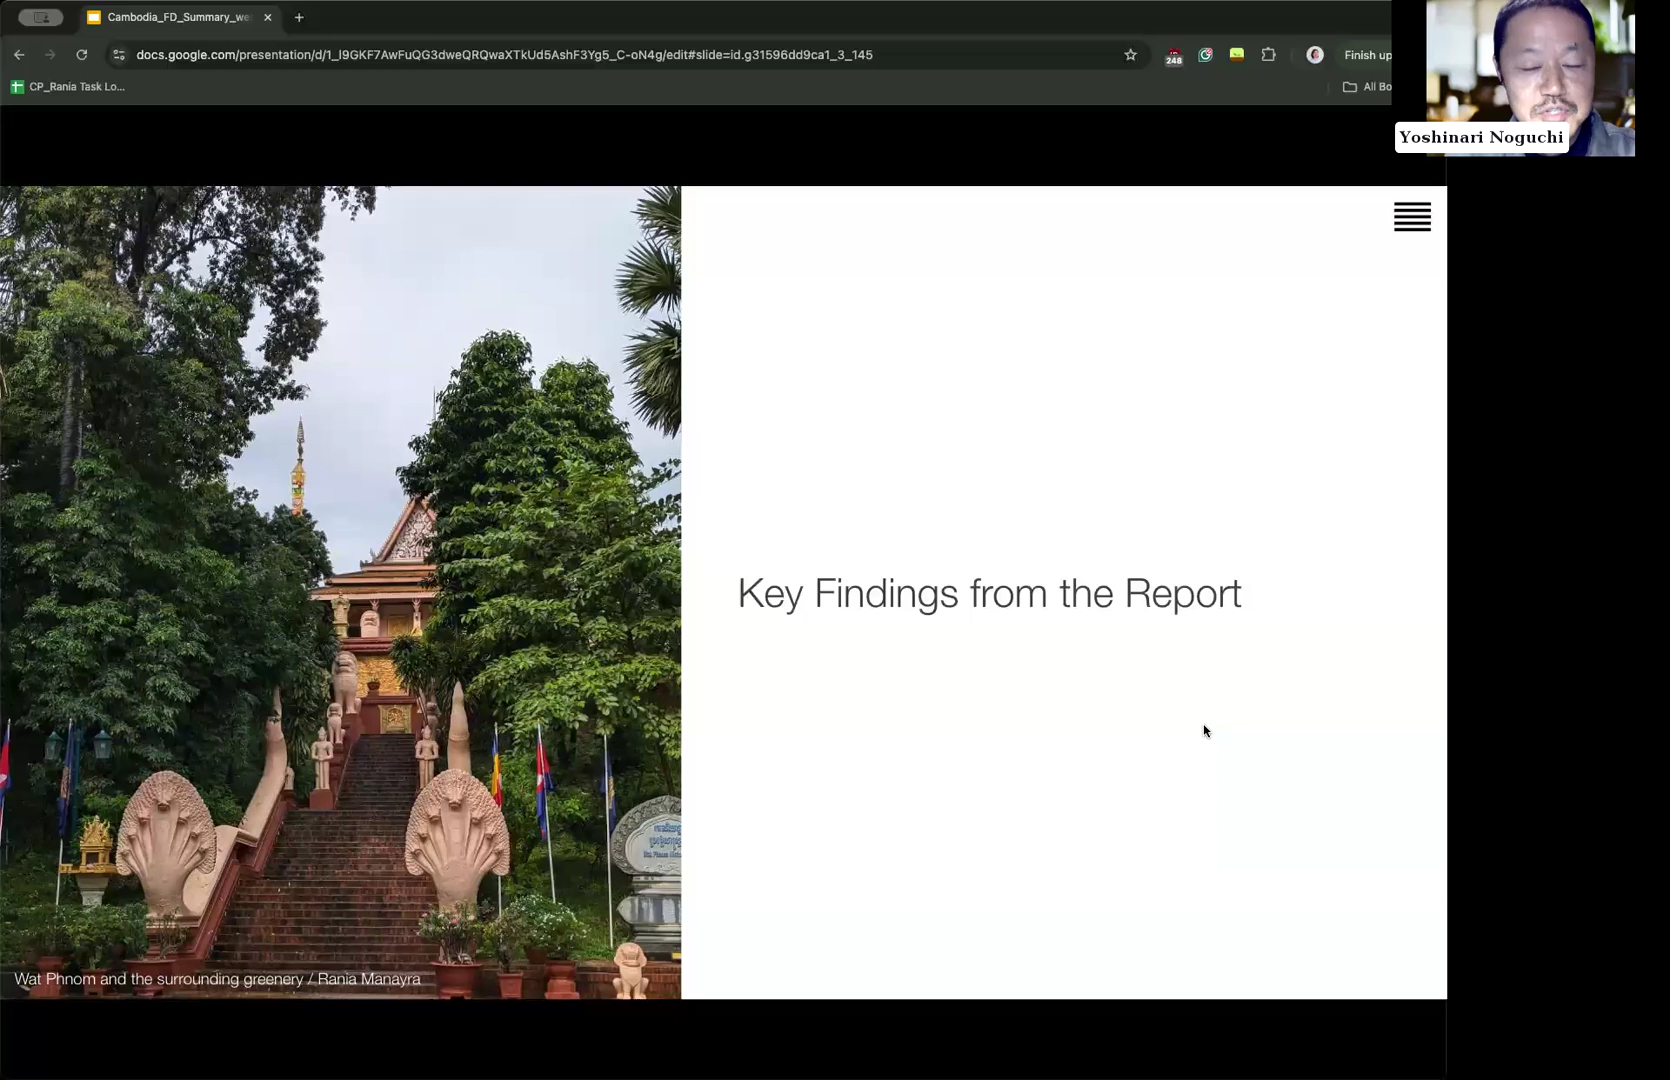 Cambodia_FD_Summary_we
docs.google.com/presentation/d/1_I9GKF7AwFuQG3dweQRQwaXTkUd5AshF3Yg5_C-oN4g/edit#slide=id.g31596dd9ca1_3_145
248
Finish up
CP_Rania Task Lo...
All Bo
Yoshinari Noguchi
Key Findings from the Report
Wat Phnom and the surrounding greenery / Rania Manayra